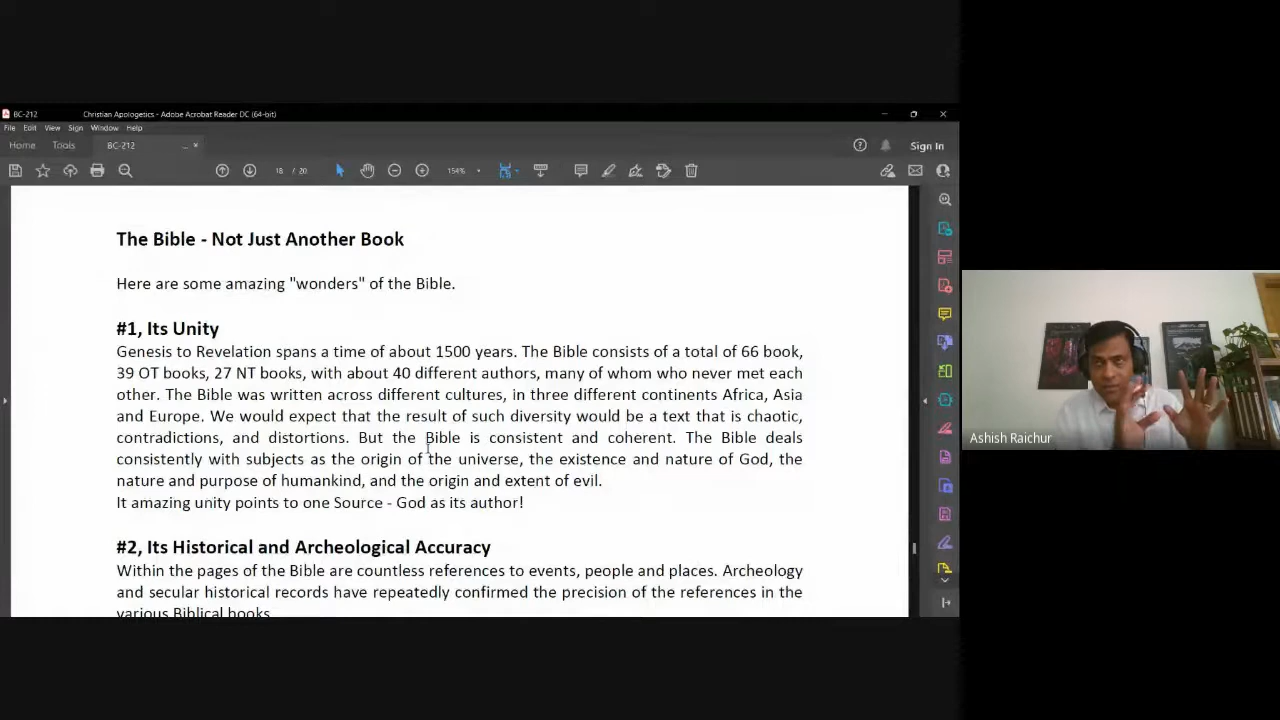 BC-212 Christian Apologetics - Adobe Acrobat Reader DC (64-bit)
File Edit View Sign Window Help
Home Tools BC-212 ... × Sign In
18 / 20 154%
The Bible - Not Just Another Book
Here are some amazing "wonders" of the Bible.
#1, Its Unity
Genesis to Revelation spans a time of about 1500 years. The Bible consists of a total of 66 book,
39 OT books, 27 NT books, with about 40 different authors, many of whom who never met each
other. The Bible was written across different cultures, in three different continents Africa, Asia
and Europe. We would expect that the result of such diversity would be a text that is chaotic,
contradictions, and distortions. But the Bible is consistent and coherent. The Bible deals
consistently with subjects as the origin of the universe, the existence and nature of God, the
nature and purpose of humankind, and the origin and extent of evil.
It amazing unity points to one Source - God as its author!
#2, Its Historical and Archeological Accuracy
Within the pages of the Bible are countless references to events, people and places. Archeology
and secular historical records have repeatedly confirmed the precision of the references in the
various Biblical books.
Ashish Raichur